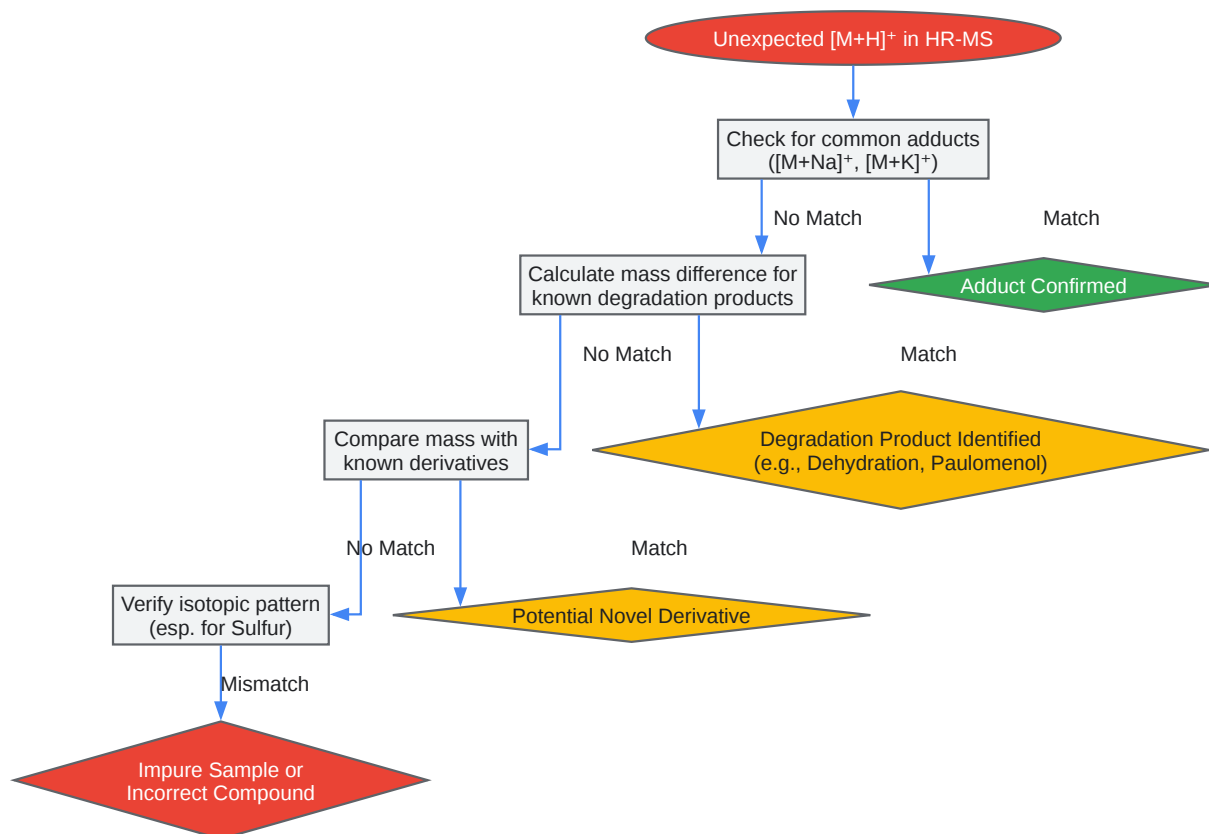 Unexpected [M+H]⁺ in HR-MS
Check for common adducts
([M+Na]⁺, [M+K]⁺)
No Match
Match
Calculate mass difference for
known degradation products
Adduct Confirmed
No Match
Match
Compare mass with
known derivatives
Degradation Product Identified
(e.g., Dehydration, Paulomenol)
No Match
Match
Verify isotopic pattern
(esp. for Sulfur)
Potential Novel Derivative
Mismatch
Impure Sample or
Incorrect Compound